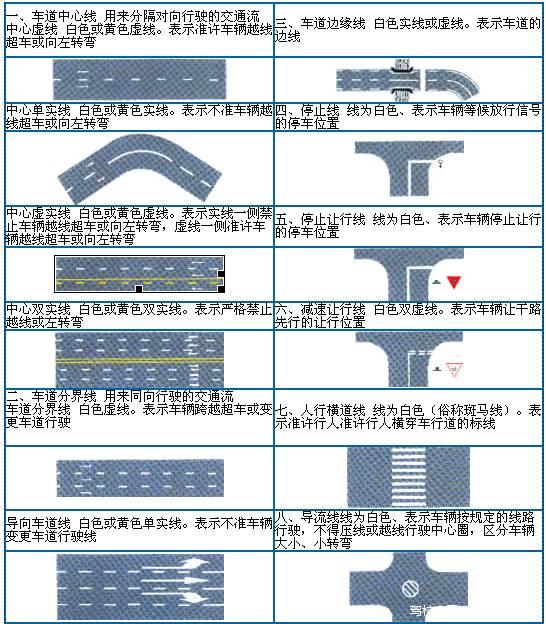 一、车道中心线 用来分隔对向行驶的交通流
中心虚线 白色或黄色虚线。表示准许车辆越线
超车或向左转弯
中心单实线 白色或黄色实线。表示不准车辆越
线超车或向左转弯
中心虚实线 白色或黄色虚线。表示实线一侧禁
止车辆越线超车或向左转弯，虚线一侧准许车
辆越线超车或向左转弯
中心双实线 白色或黄色双实线。表示严格禁止
越线或左转弯
二、车道分界线 用来同向行驶的交通流
车道分界线 白色虚线。表示车辆跨越超车或变
更车道行驶
导向车道线 白色或黄色单实线。表示不准车辆
变更车道行驶线
三、车道边缘线 白色实线或虚线。表示车道的
边线
四、停止线 线为白色、表示车辆等候放行信号
的停车位置
五、停止让行线 线为白色、表示车辆停止让行
的停车位置
六、减速让行线 白色双虚线。表示车辆让干路
先行的让行位置
七、人行横道线 线为白色（俗称斑马线）。表
示准许行人准许行人横穿车行道的标线
八、导流线线为白色、表示车辆按规定的线路
行驶，不得压线或越线行驶中心圈，区分车辆
大小、小转弯